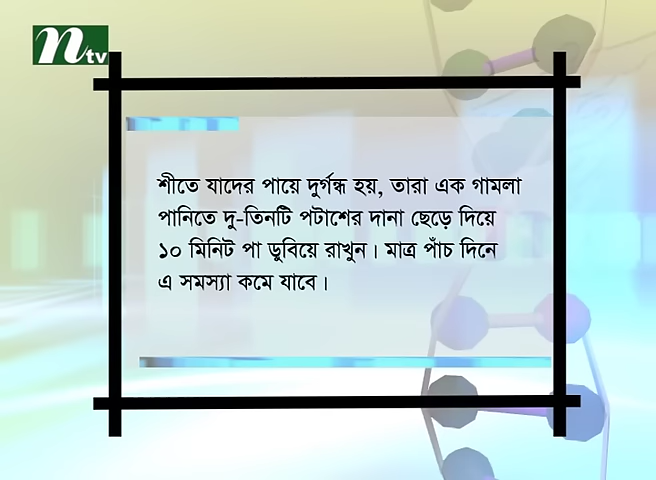 ntv
শীতে যাদের পায়ে দুর্গন্ধ হয়, তারা এক গামলা
পানিতে দু-তিনটি পটাশের দানা ছেড়ে দিয়ে
১০ মিনিট পা ডুবিয়ে রাখুন। মাত্র পাঁচ দিনে
এ সমস্যা কমে যাবে।